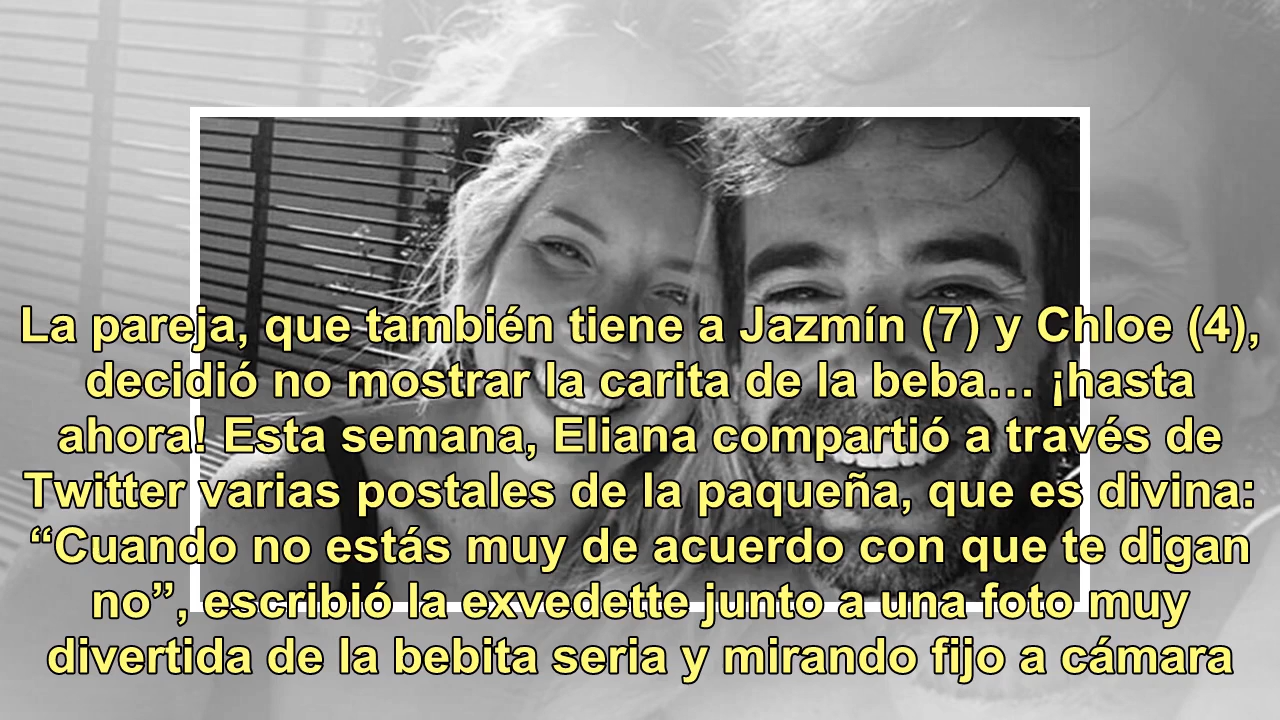 La pareja, que también tiene a Jazmín (7) y Chloe (4),
decidió no mostrar la carita de la beba… ¡hasta
ahora! Esta semana, Eliana compartió a través de
Twitter varias postales de la paqueña, que es divina:
“Cuando no estás muy de acuerdo con que te digan
no”, escribió la exvedette junto a una foto muy
divertida de la bebita seria y mirando fijo a cámara